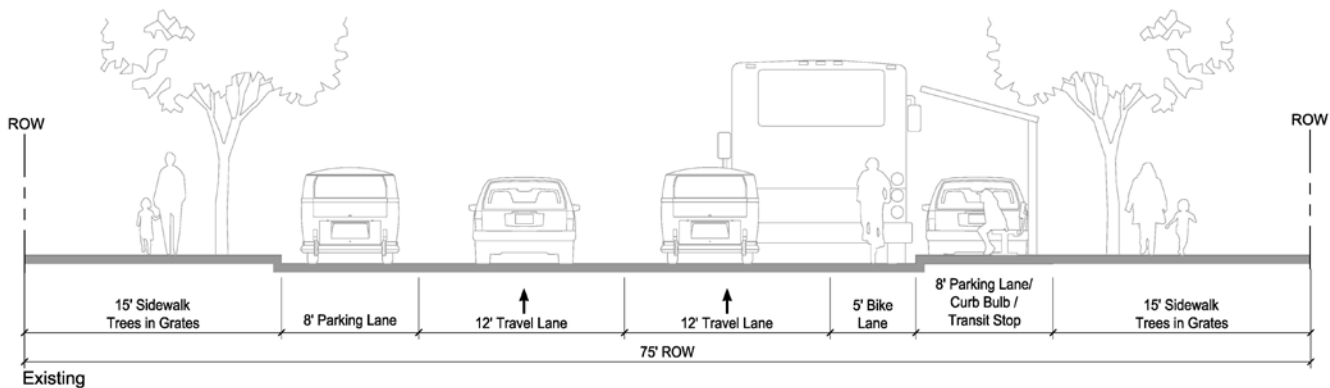 ROW
ROW
15' Sidewalk
Trees in Grates
8' Parking Lane
12' Travel Lane
12' Travel Lane
5' Bike
Lane
8' Parking Lane/
Curb Bulb /
Transit Stop
15' Sidewalk
Trees in Grates
75' ROW
Existing